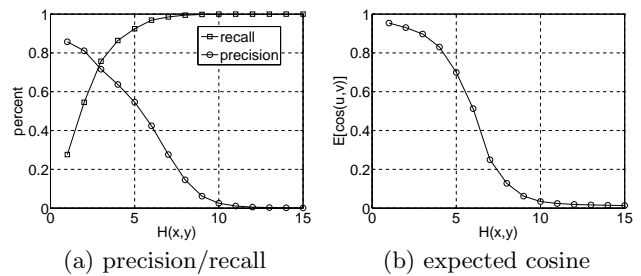 percent
1
0.8
0.6
0.4
0.2
0
0 5 10 15
H(x,y)
recall
precision
(a) precision/recall
E[cos(u,v)]
1
0.8
0.6
0.4
0.2
0
0 5 10 15
H(x,y)
(b) expected cosine